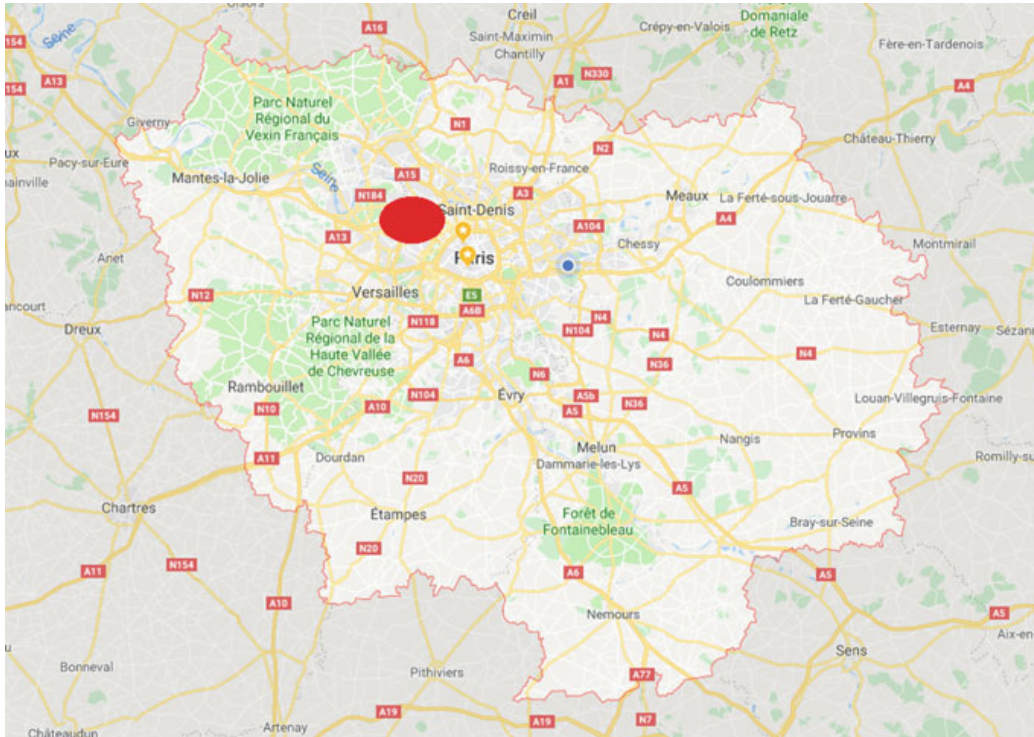 Gisors
Creil
Saint-Maximin
Chantilly
Crépy-en-Valois
Domaniale
de Retz
Fère-en-Tardenois
N154
Seine
A16
A13
A1
N330
A4
N154
Giverny
Parc Naturel
Régional du
Vexin Français
N1
N2
Château-Thierry
Pacy-sur-Eure
Mantes-la-Jolie
Seine
A15
Roissy-en-France
N184
A3
Meaux
La Ferté-sous-Jouarre
A4
Saint-Denis
A104
A13
Chessy
Montmirail
Anet
Paris
Versailles
Coulommiers
N12
E5
A6B
La Ferté-Gaucher
Dreux
Parc Naturel
Régional de la
Haute Vallée
de Chevreuse
N118
N4
N104
N4
Esternay
A6
N4
N36
Rambouillet
N6
N104
Évry
A5b
N36
Louan-Villegruis-Fontaine
N154
N10
A10
A5
Melun
Dammarie-les-Lys
Nangis
Provins
A11
Dourdan
N20
A5
Chartres
Étampes
Forêt de
Fontainebleau
Bray-sur-Seine
N20
A11
N154
A6
A5
A10
Nemours
A5
Sens
Bonneval
Pithiviers
A77
A19
A19
N7
Artenay
Châteaudun